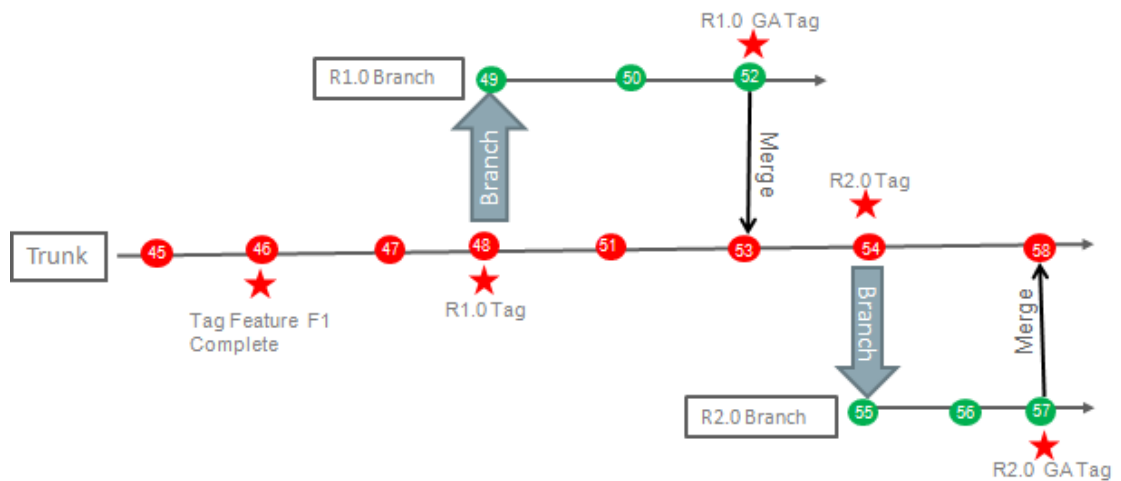 R1.0 GA Tag
R1.0 Branch
49
50
52
Branch
Merge
R2.0 Tag
Trunk
45
46
47
48
51
53
54
58
Tag Feature F1
Complete
R1.0 Tag
Branch
Merge
R2.0 Branch
55
56
57
R2.0 GA Tag